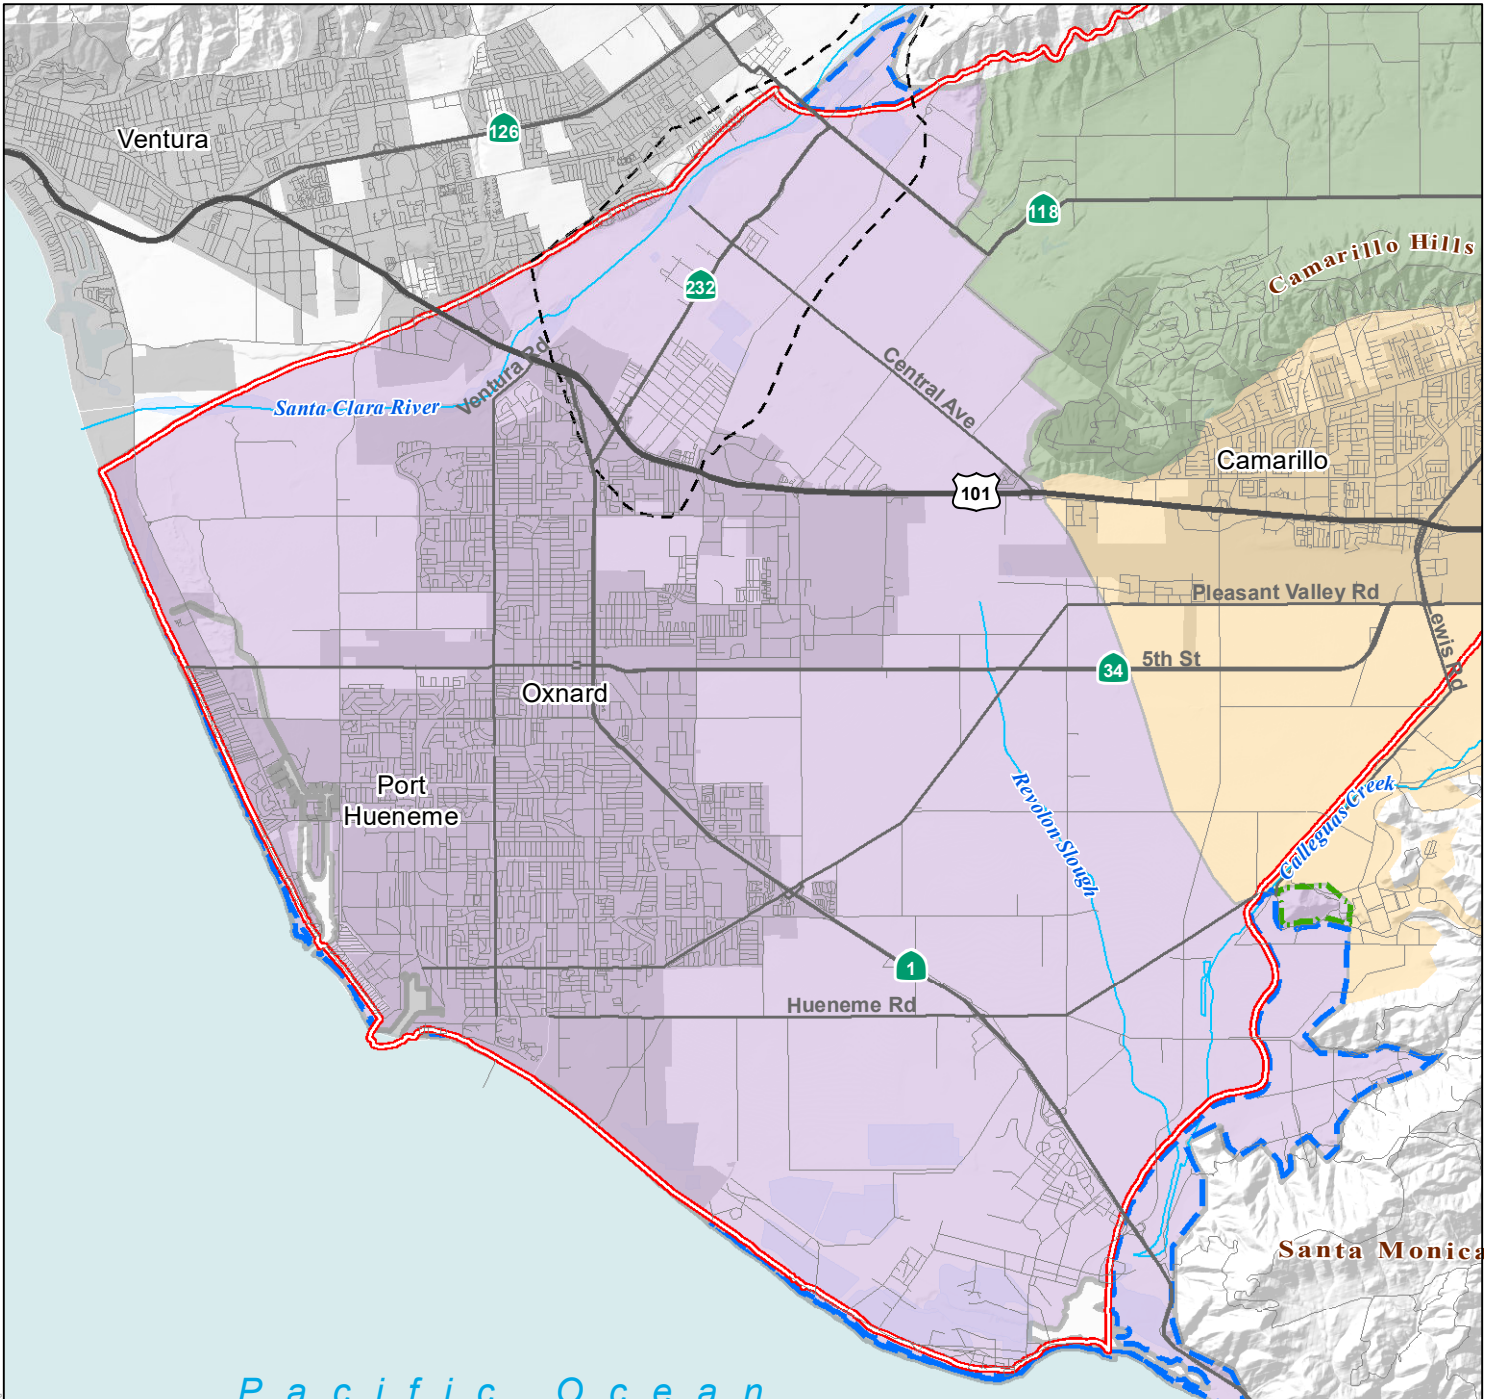 Ventura
126
118
Camarillo Hills
232
Ventura Rd
Central Ave
Santa Clara River
Camarillo
101
Pleasant Valley Rd
Lewis Rd
5th St
34
Oxnard
Port
Hueneme
Revolon Slough
Calleguas Creek
1
Hueneme Rd
Santa Monica
Pacific Ocean